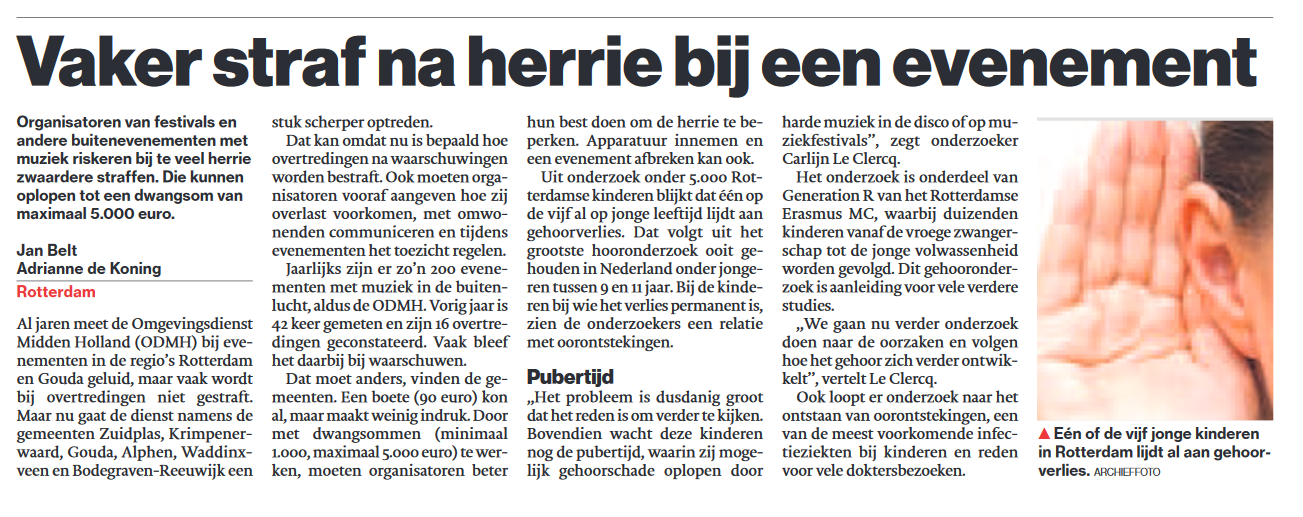 Vaker straf na herrie bij een evenement
Organisatoren van festivals en
andere buitenevenementen met
muziek riskeren bij te veel herrie
zwaardere straffen. Die kunnen
oplopen tot een dwangsom van
maximaal 5.000 euro.
Jan Belt
Adrianne de Koning
Rotterdam
Al jaren meet de Omgevingsdienst
Midden Holland (ODMH) bij eve-
nementen in de regio’s Rotterdam
en Gouda geluid, maar vaak wordt
bij overtredingen niet gestraft.
Maar nu gaat de dienst namens de
gemeenten Zuidplas, Krimpener-
waard, Gouda, Alphen, Waddinx-
veen en Bodegraven-Reeuwijk een
stuk scherper optreden.
Dat kan omdat nu is bepaald hoe
overtredingen na waarschuwingen
worden bestraft. Ook moeten orga-
nisatoren vooraf aangeven hoe zij
overlast voorkomen, met omwo-
nenden communiceren en tijdens
evenementen het toezicht regelen.
Jaarlijks zijn er zo’n 200 evene-
menten met muziek in de buiten-
lucht, aldus de ODMH. Vorig jaar is
42 keer gemeten en zijn 16 overtre-
dingen geconstateerd. Vaak bleef
het daarbij bij waarschuwen.
Dat moet anders, vinden de ge-
meenten. Een boete (90 euro) kon
al, maar maakt weinig indruk. Door
met dwangsommen (minimaal
1.000, maximaal 5.000 euro) te wer-
ken, moeten organisatoren beter
hun best doen om de herrie te be-
perken. Apparatuur innemen en
een evenement afbreken kan ook.
Uit onderzoek onder 5.000 Rot-
terdamse kinderen blijkt dat één op
de vijf al op jonge leeftijd lijdt aan
gehoorverlies. Dat volgt uit het
grootste hooronderzoek ooit ge-
houden in Nederland onder jonge-
ren tussen 9 en 11 jaar. Bij de kinde-
ren bij wie het verlies permanent is,
zien de onderzoekers een relatie
met oorontstekingen.
Pubertijd
„Het probleem is dusdanig groot
dat het reden is om verder te kijken.
Bovendien wacht deze kinderen
nog de pubertijd, waarin zij moge-
lijk gehoorschade oplopen door
harde muziek in de disco of op mu-
ziekfestivals”, zegt onderzoeker
Carlijn Le Clercq.
Het onderzoek is onderdeel van
Generation R van het Rotterdamse
Erasmus MC, waarbij duizenden
kinderen vanaf de vroege zwanger-
schap tot de jonge volwassenheid
worden gevolgd. Dit gehooronder-
zoek is aanleiding voor vele verdere
studies.
„We gaan nu verder onderzoek
doen naar de oorzaken en volgen
hoe het gehoor zich verder ontwik-
kelt”, vertelt Le Clercq.
Ook loopt er onderzoek naar het
ontstaan van oorontstekingen, een
van de meest voorkomende infec-
tieziekten bij kinderen en reden
voor vele doktersbezoeken.
▲ Eén of de vijf jonge kinderen
in Rotterdam lijdt al aan gehoor-
verlies. ARCHIEFFOTO